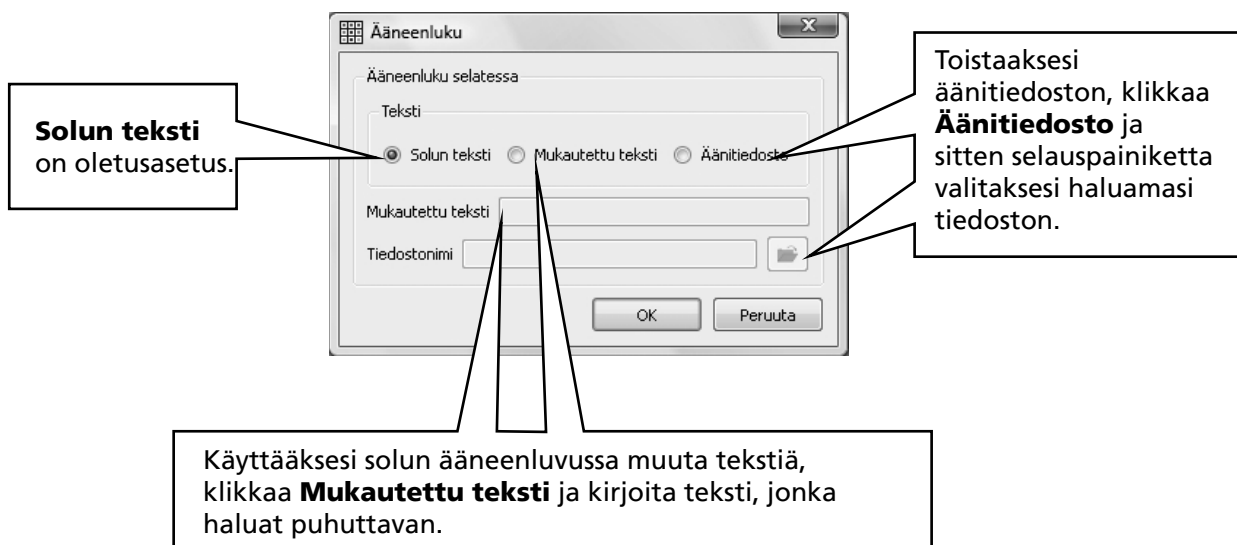 Ääneenluku
Ääneenluku selatessa
Teksti
Solun teksti Mukautettu teksti Äänitiedosto
Mukautettu teksti
Tiedostonimi
OK Peruuta
Solun teksti
on oletusasetus.
Toistaaksesi
äänitiedoston, klikkaa
Äänitiedosto ja
sitten selauspainiketta
valitaksesi haluamasi
tiedoston.
Käyttääksesi solun ääneenluvussa muuta tekstiä,
klikkaa Mukautettu teksti ja kirjoita teksti, jonka
haluat puhuttavan.